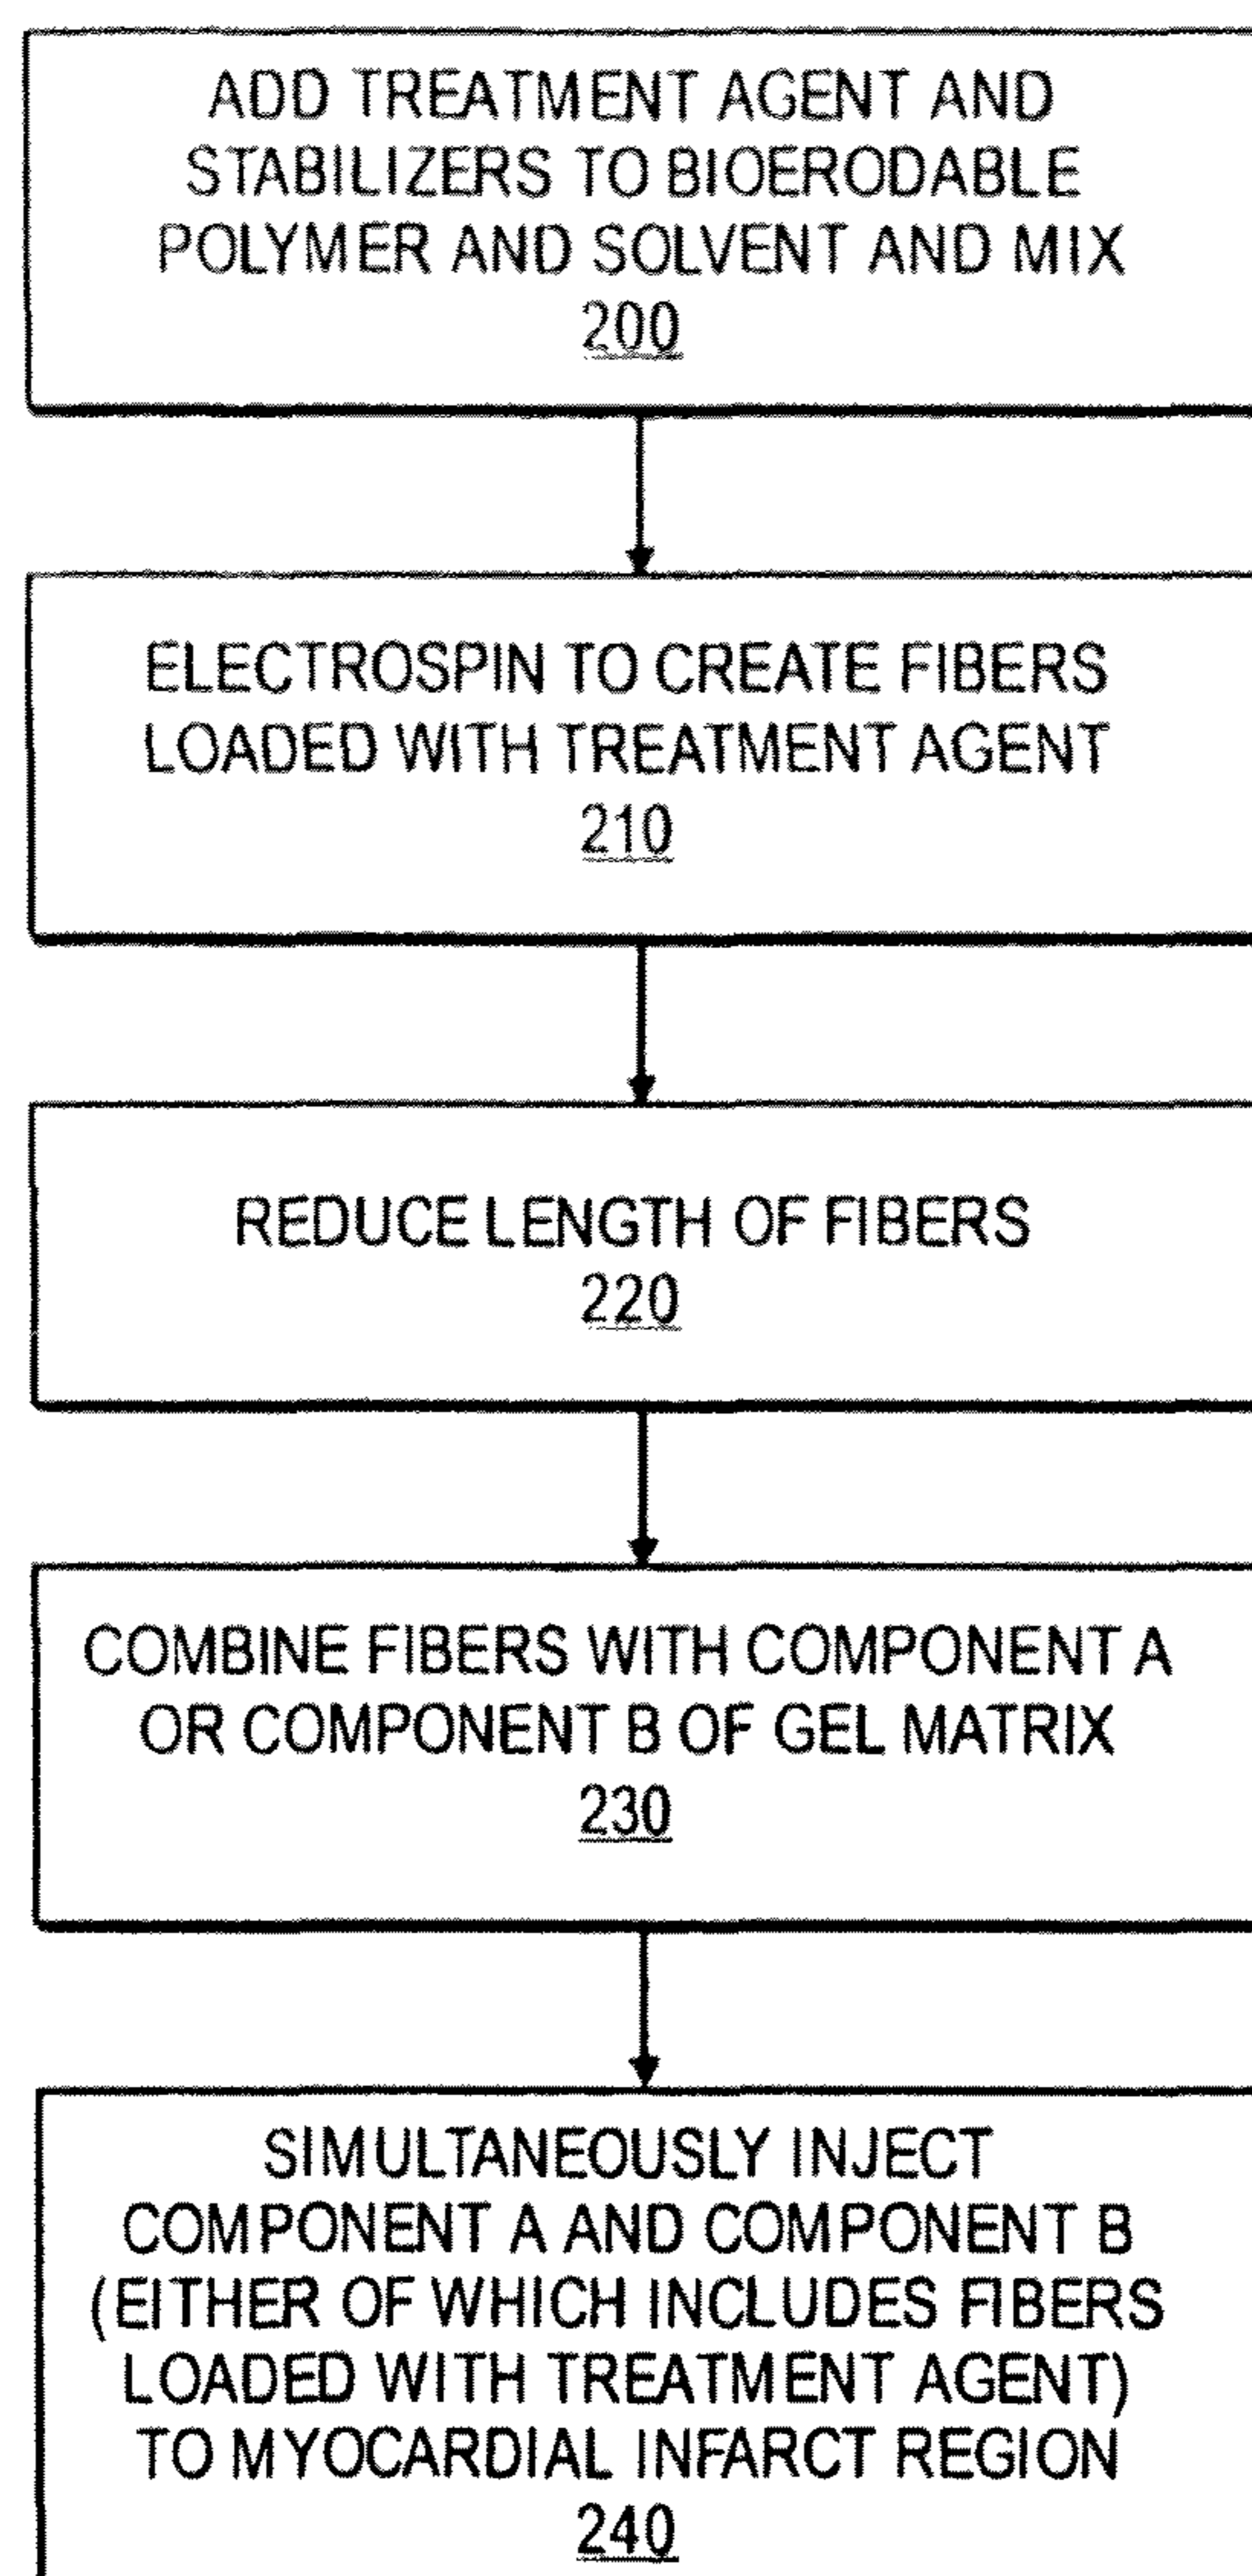 ADD TREATMENT AGENT AND
STABILIZERS TO BIOERODABLE
POLYMER AND SOLVENT AND MIX
200
ELECTROSPIN TO CREATE FIBERS
LOADED WITH TREATMENT AGENT
210
REDUCE LENGTH OF FIBERS
220
COMBINE FIBERS WITH COMPONENT A
OR COMPONENT B OF GEL MATRIX
230
SIMULTANEOUSLY INJECT
COMPONENT A AND COMPONENT B
(EITHER OF WHICH INCLUDES FIBERS
LOADED WITH TREATMENT AGENT)
TO MYOCARDIAL INFARCT REGION
240